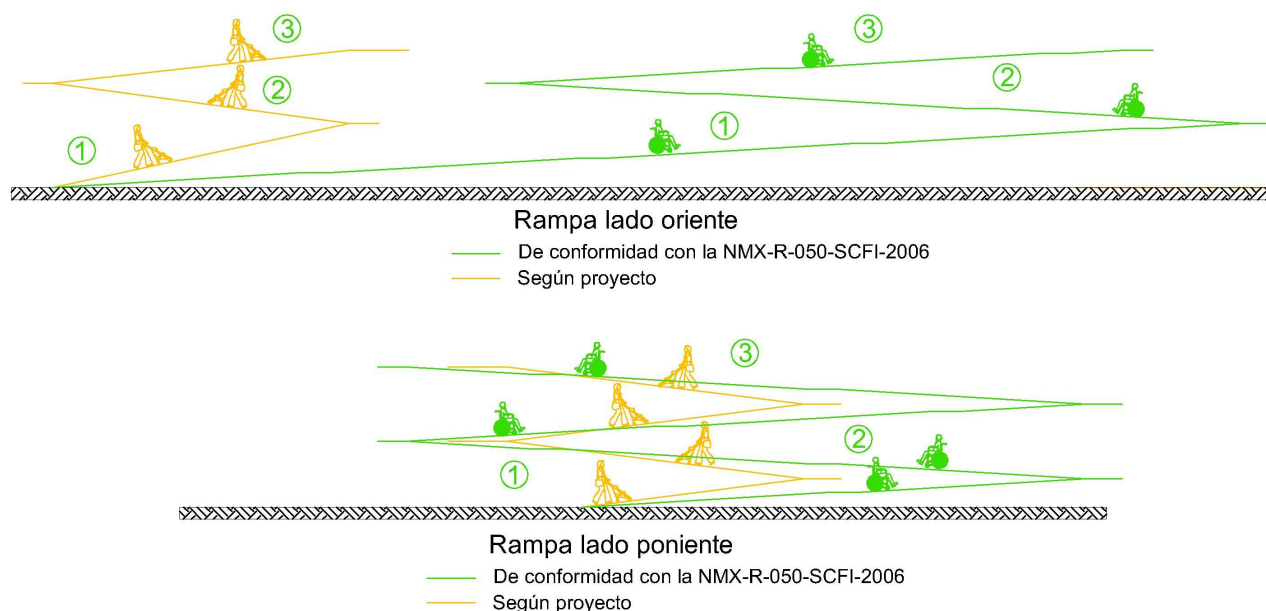 ③ ③
② ②
① ①
Rampa lado oriente
De conformidad con la NMX-R-050-SCFI-2006
Según proyecto
③
②
①
Rampa lado poniente
De conformidad con la NMX-R-050-SCFI-2006
Según proyecto